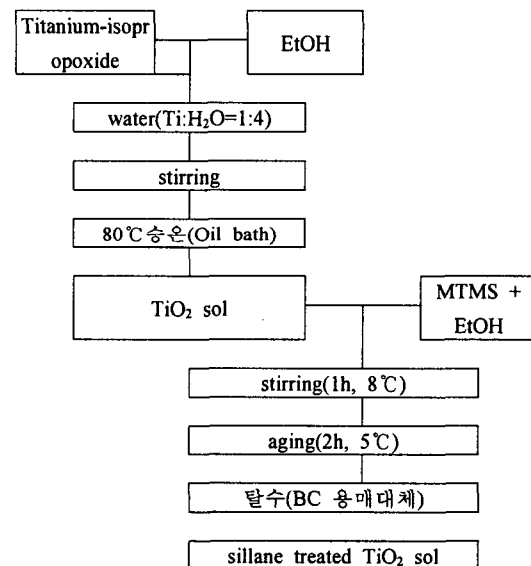 Titanium-isopr
opoxide
EtOH
water(Ti:H₂O=1:4)
stirring
80℃승온(Oil bath)
TiO₂ sol
MTMS +
EtOH
stirring(1h, 8℃)
aging(2h, 5℃)
탈수(BC 용매대체)
sillane treated TiO₂ sol